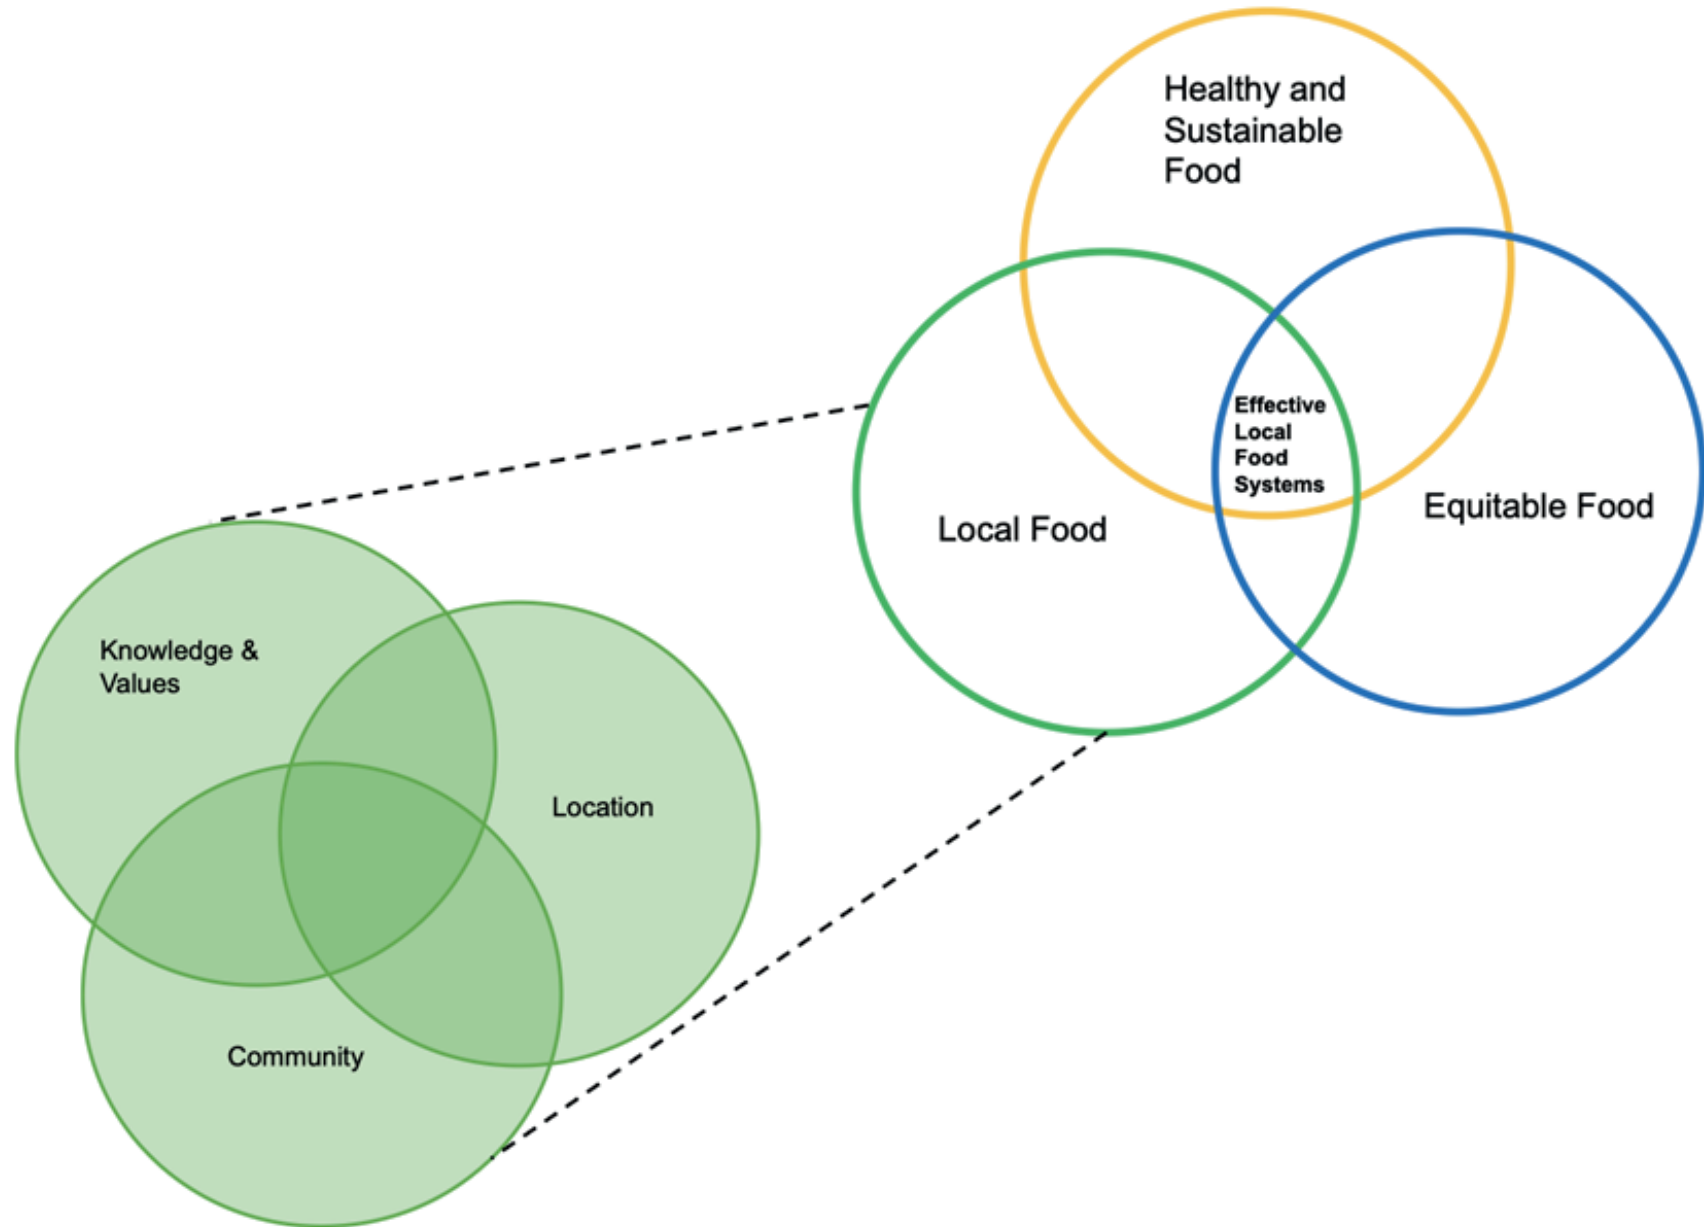 Healthy and
Sustainable
Food
Effective
Local
Food
Systems
Equitable Food
Local Food
Knowledge &
Values
Location
Community